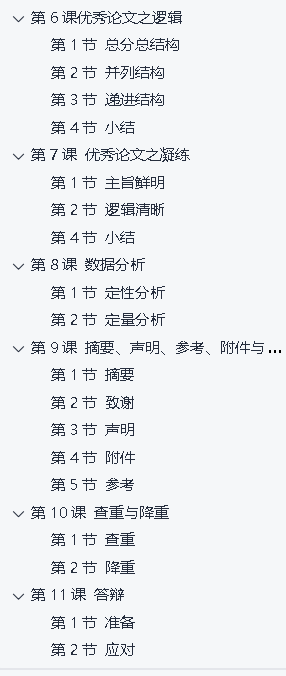 第6课优秀论文之逻辑
第1节 总分总结构
第2节 并列结构
第3节 递进结构
第4节 小结
第7课 优秀论文之凝练
第1节 主旨鲜明
第2节 逻辑清晰
第4节 小结
第8课 数据分析
第1节 定性分析
第2节 定量分析
第9课 摘要、声明、参考、附件与...
第1节 摘要
第2节 致谢
第3节 声明
第4节 附件
第5节 参考
第10课 查重与降重
第1节 查重
第2节 降重
第11课 答辩
第1节 准备
第2节 应对